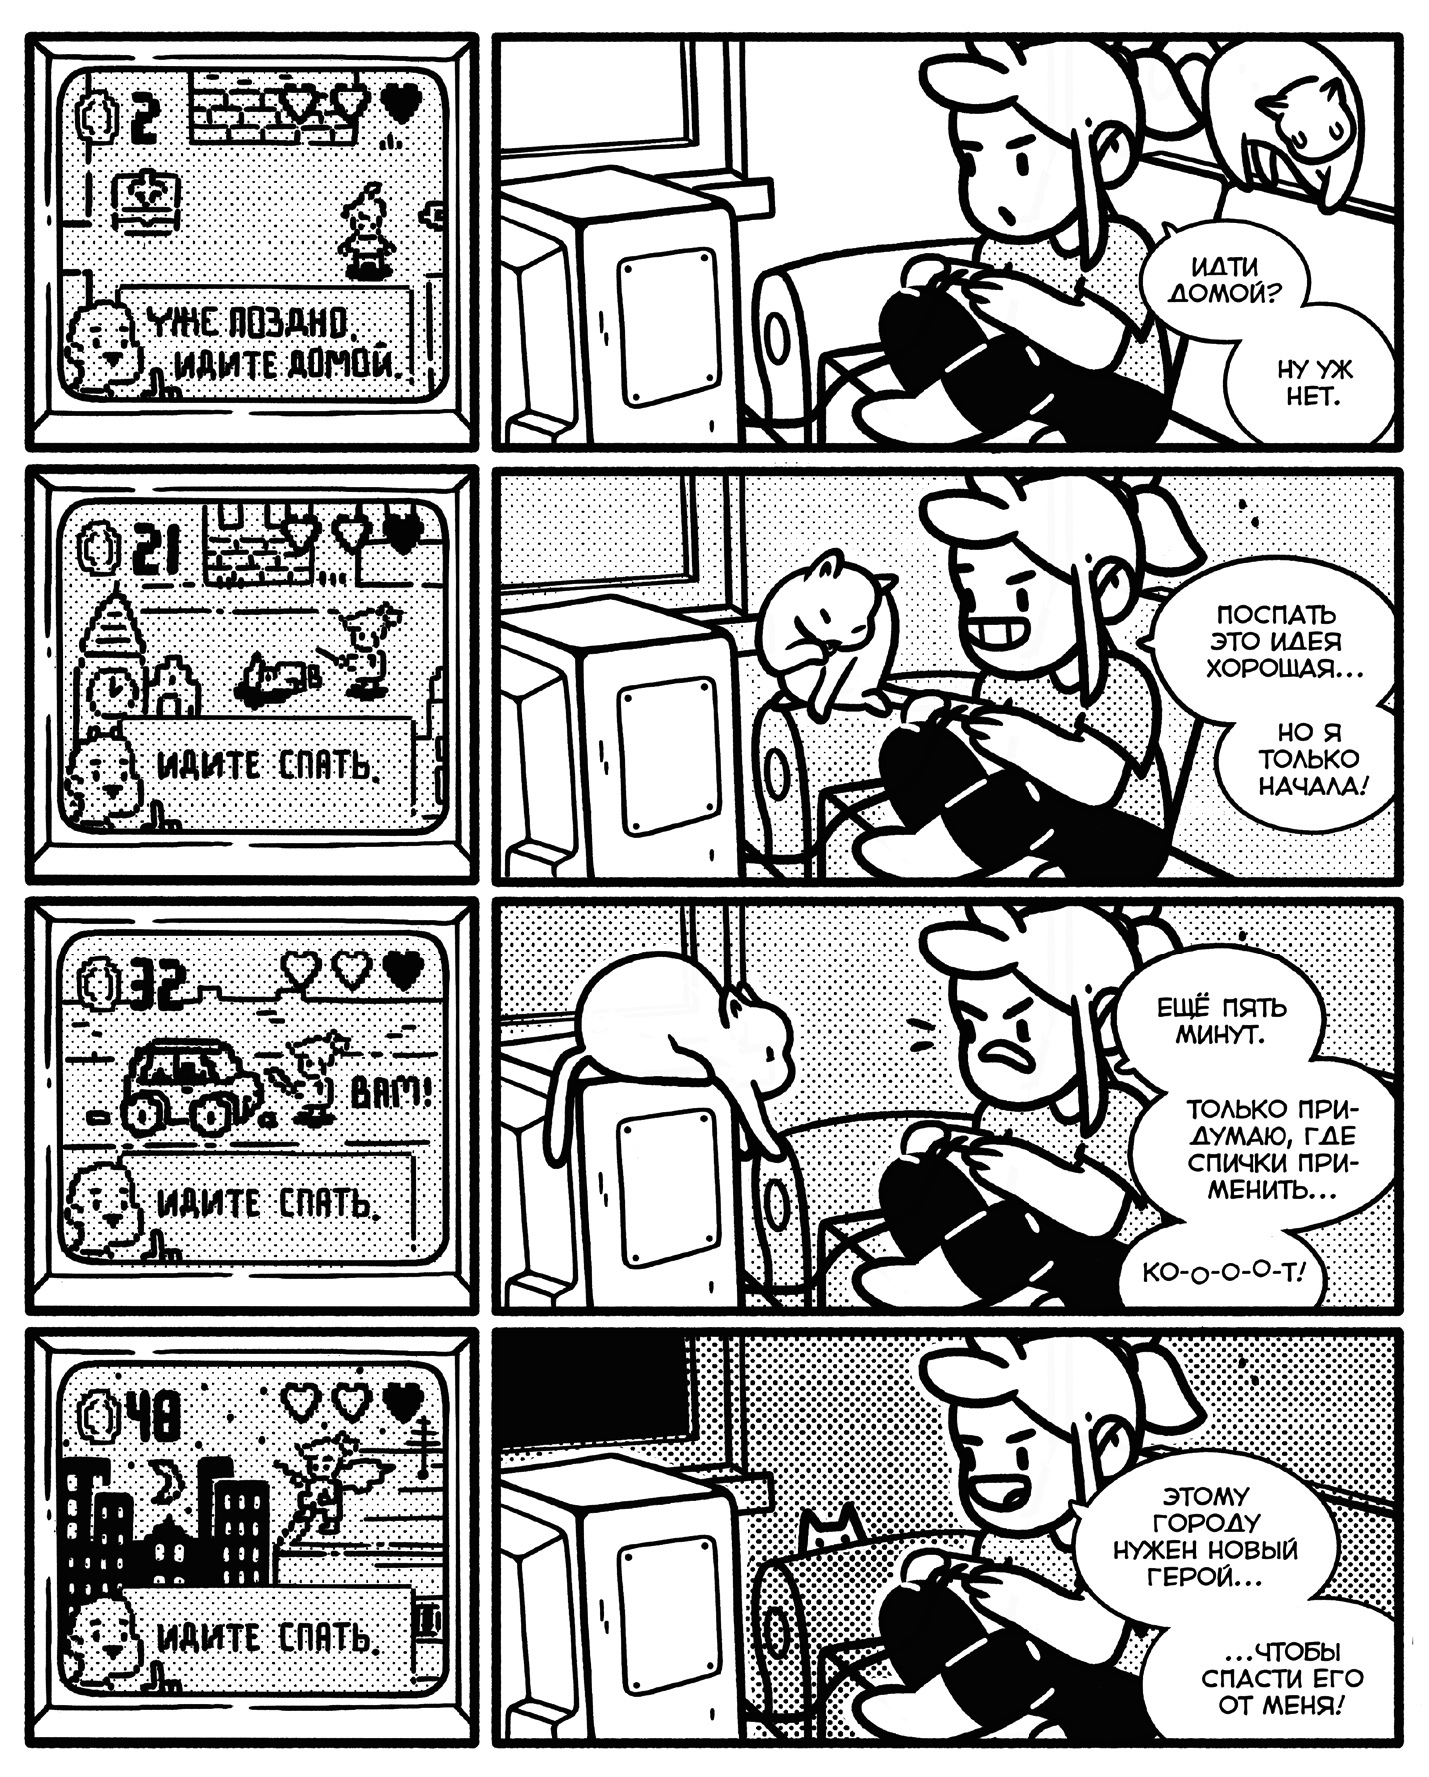 2
УЖЕ ПОЗДНО.
ИДИТЕ ДОМОЙ.
ИДТИ
ДОМОЙ?
НУ УЖ
НЕТ.
21
ИДИТЕ СПАТЬ.
ПОСПАТЬ
ЭТО ИДЕЯ
ХОРОШАЯ...
НО Я
ТОЛЬКО
НАЧАЛА!
32
ВАМ!
ИДИТЕ СПАТЬ.
ЕЩЁ ПЯТЬ
МИНУТ.
ТОЛЬКО ПРИ-
ДУМАЮ, ГДЕ
СПИЧКИ ПРИ-
МЕНИТЬ...
КО-О-О-О-Т!
48
ИДИТЕ СПАТЬ.
ЭТОМУ
ГОРОДУ
НУЖЕН НОВЫЙ
ГЕРОЙ...
...ЧТОБЫ
СПАСТИ ЕГО
ОТ МЕНЯ!